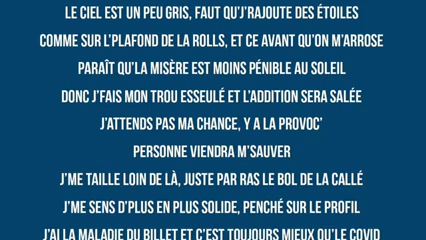 LE CIEL EST UN PEU GRIS, FAUT QU'J'RAJOUTE DES ÉTOILES
COMME SUR L'PLAFOND DE LA ROLLS, ET CE AVANT QU'ON M'ARROSE
PARAÎT QU'LA MISÈRE EST MOINS PÉNIBLE AU SOLEIL
DONC J'FAIS MON TROU ESSEULÉ ET L'ADDITION SERA SALÉE
J'ATTENDS PAS MA CHANCE, Y A LA PROVOC'
PERSONNE VIENDRA M'SAUVER
J'ME TAILLE LOIN DE LÀ, JUSTE PAR RAS LE BOL DE LA CALLÉ
J'ME SENS D'PLUS EN PLUS SOLIDE, PENCHÉ SUR LE PROFIL
J'AI LA MALADIE DU BILLET ET C'EST TOUJOURS MIEUX QU'LE COVID